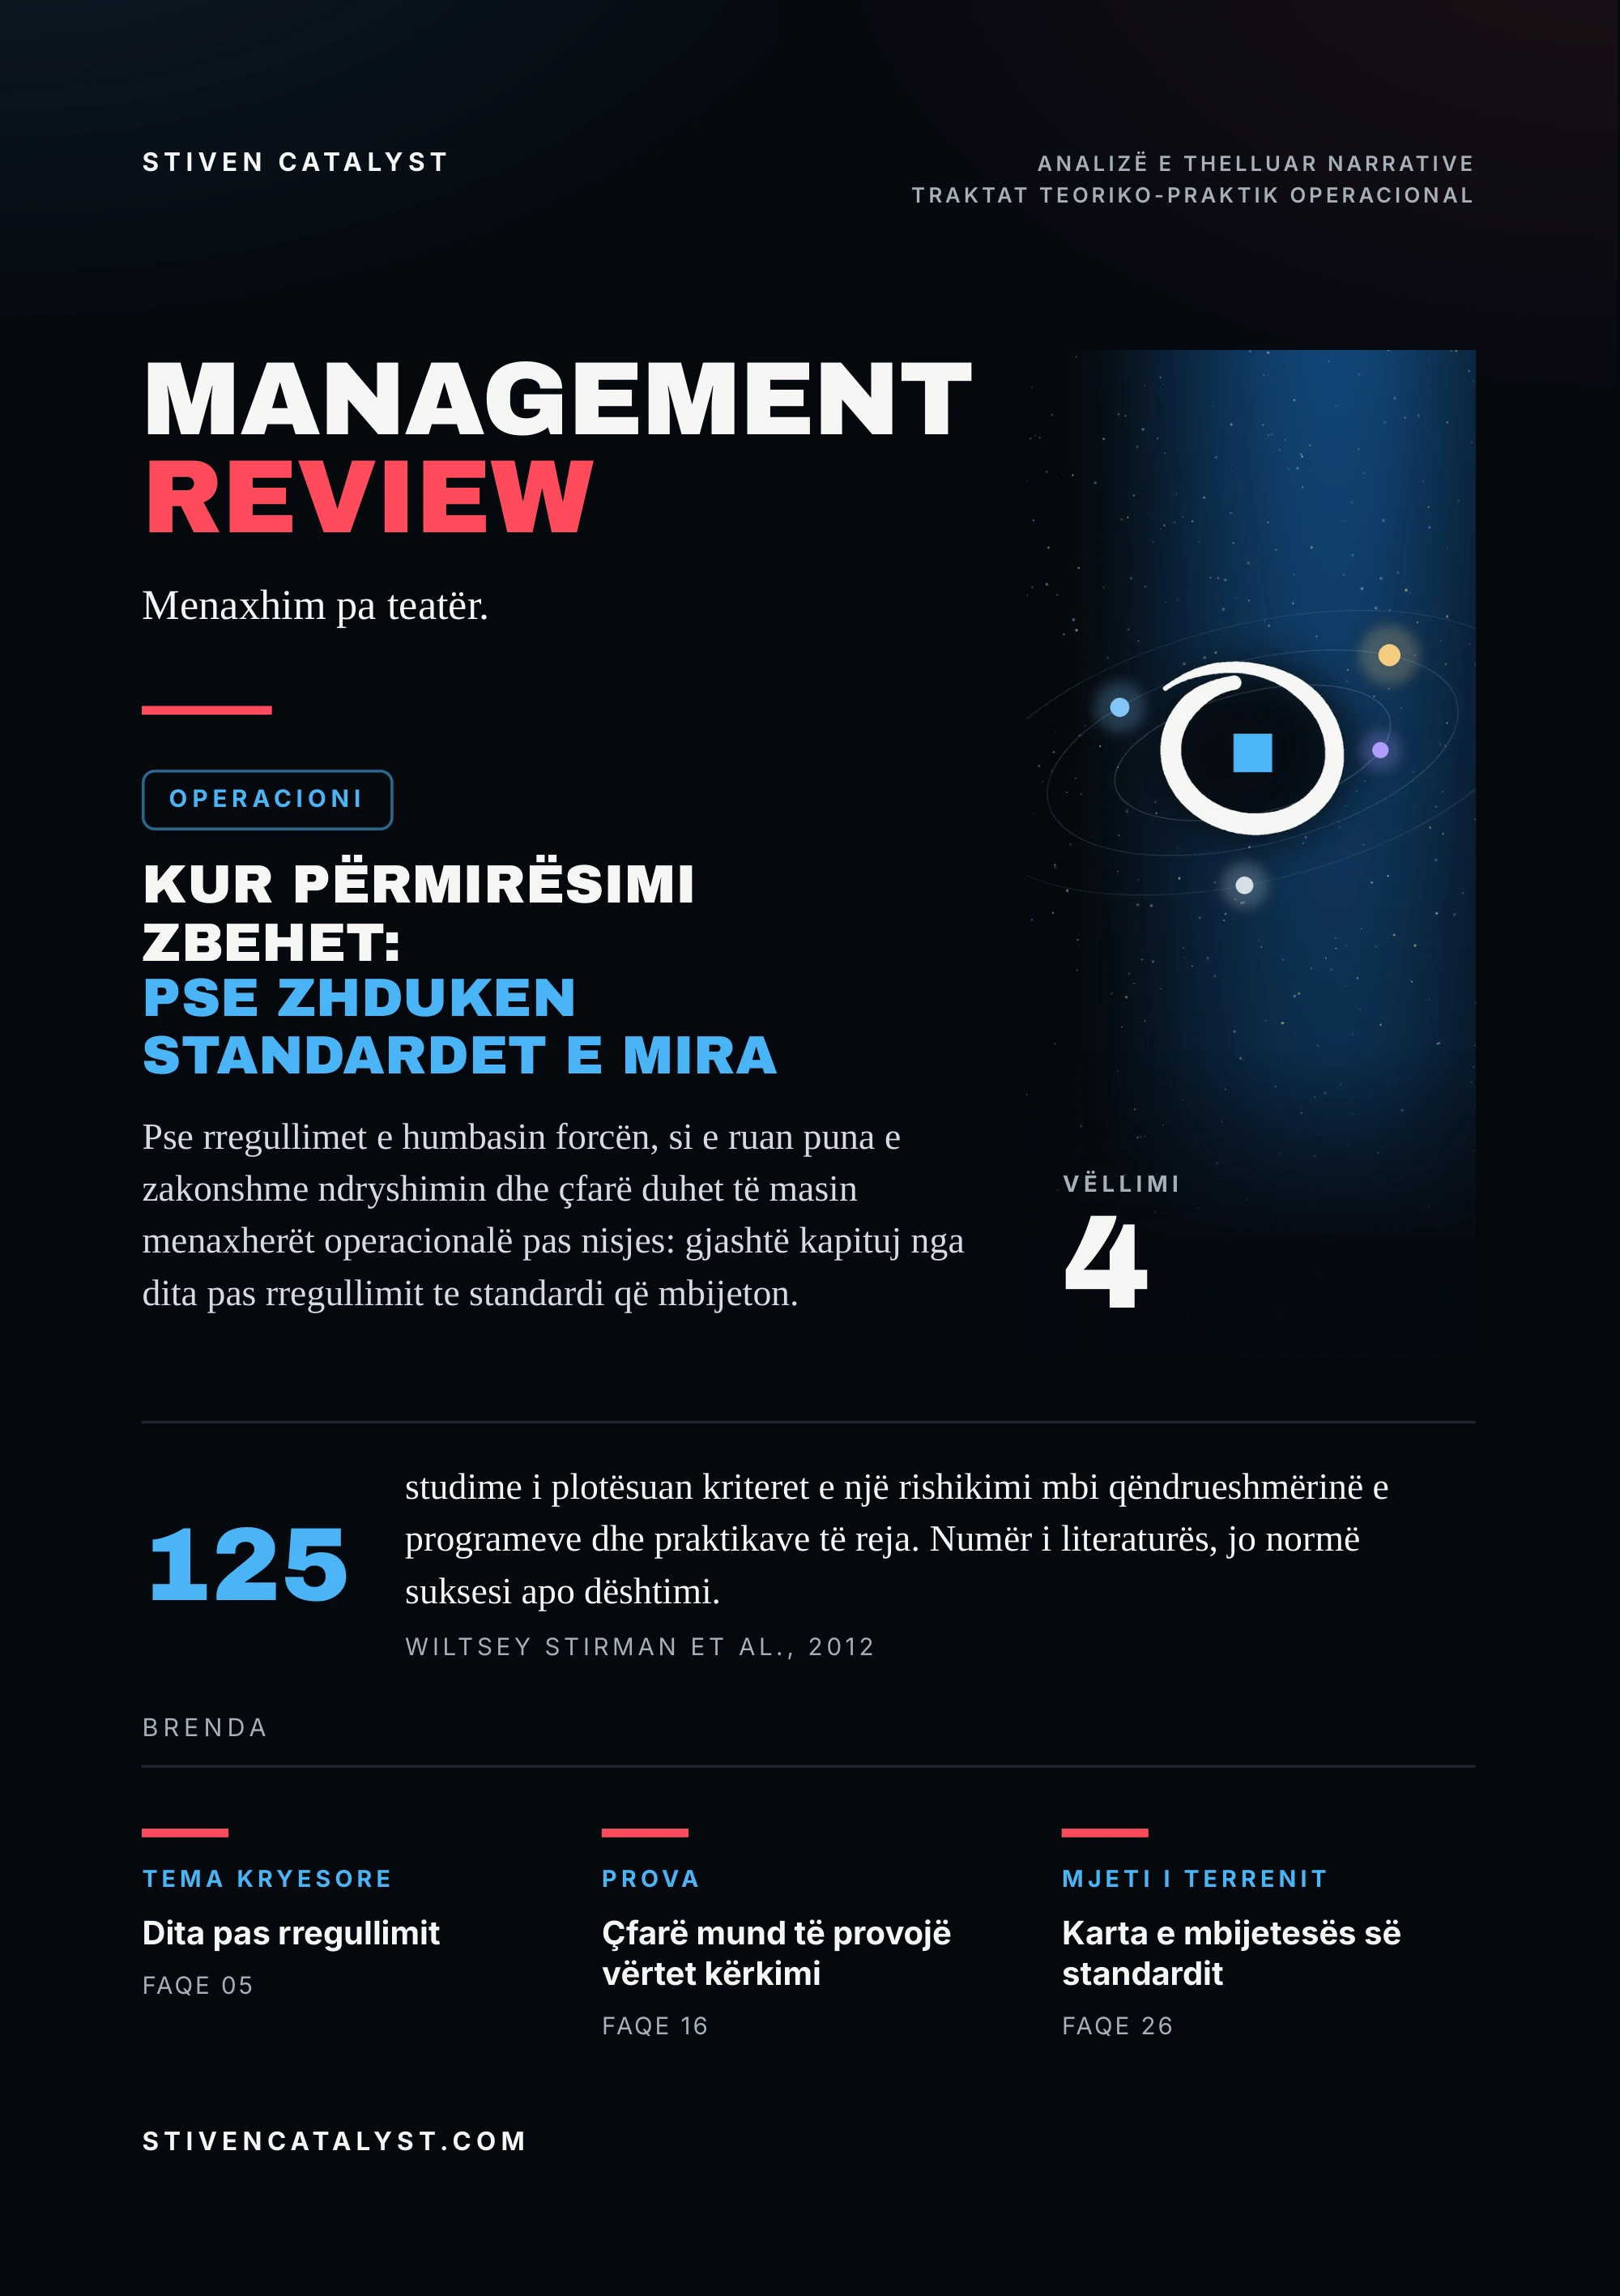 STIVEN CATALYST
ANALIZË E THELLUAR NARRATIVE
TRAKTAT TEORIKO-PRAKTIK OPERACIONAL
MANAGEMENT
REVIEW
Menaxhim pa teatër.
OPERACIONI
KUR PËRMIRËSIMI
ZBEHET:
PSE ZHDUKEN
STANDARDET E MIRA
Pse rregullimet e humbasin forcën, si e ruan puna e
zakonshme ndryshimin dhe çfarë duhet të masin
menaxherët operacionalë pas nisjes: gjashtë kapituj nga
dita pas rregullimit te standardi që mbijeton.
VËLLIMI
4
125
studime i plotësuan kriteret e një rishikimi mbi qëndrueshmërinë e
programeve dhe praktikave të reja. Numër i literaturës, jo normë
suksesi apo dështimi.
WILTSEY STIRMAN ET AL., 2012
BRENDA
TEMA KRYESORE
Dita pas rregullimit
FAQE 05
PROVA
Çfarë mund të provojë
vërtet kërkimi
FAQE 16
MJETI I TERRENIT
Karta e mbijetesës së
standardit
FAQE 26
STIVENCATALYST.COM